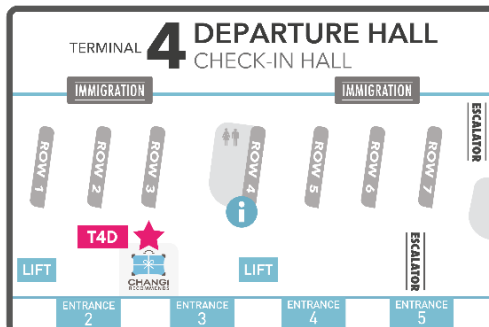 TERMINAL 4 DEPARTURE HALL
CHECK-IN HALL
IMMIGRATION
IMMIGRATION
ESCALATOR
ROW 1
ROW 2
ROW 3
ROW 4
ROW 5
ROW 6
ROW 7
i
T4D
ESCALATOR
LIFT
CHANGI
RECOMMENDS
LIFT
ENTRANCE
2
ENTRANCE
3
ENTRANCE
4
ENTRANCE
5